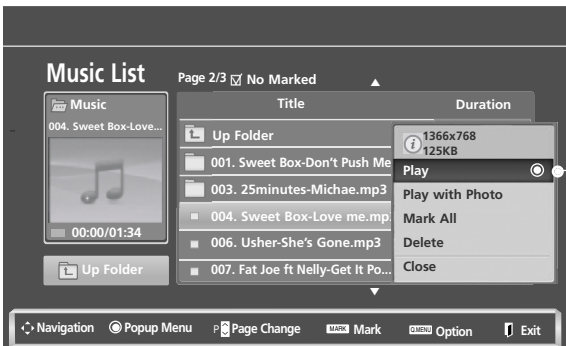 Music List
Page 2/3 No Marked
Music
004. Sweet Box-Love...
00:00/01:34
Up Folder
Title Duration
Up Folder
001. Sweet Box-Don't Push Me
003. 25minutes-Michae.mp3
004. Sweet Box-Love me.mp
006. Usher-She's Gone.mp3
007. Fat Joe ft Nelly-Get It Po...
1366x768
125KB
Play
Play with Photo
Mark All
Delete
Close
Navigation Popup Menu P Page Change MARK Mark Q.MENU Option Exit